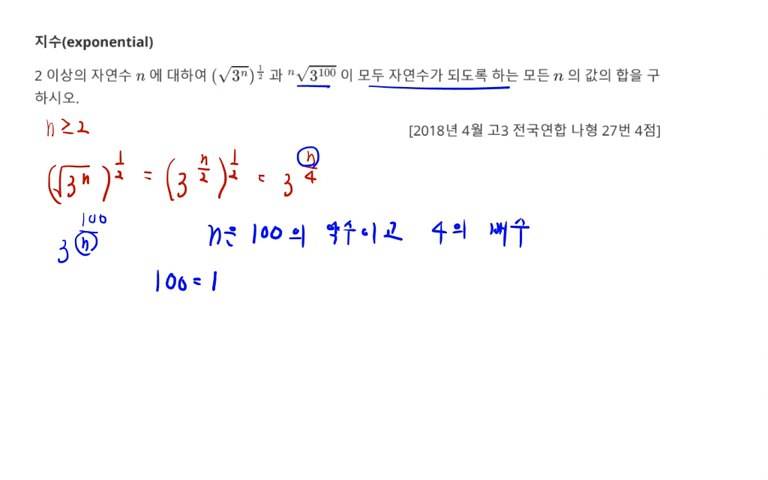 지수(exponential)
2 이상의 자연수 n 에 대하여 (√3ⁿ)^(1/2) 과 ⁿ√3¹⁰⁰ 이 모두 자연수가 되도록 하는 모든 n 의 값의 합을 구
하시오.
n ≥ 2
[2018년 4월 고3 전국연합 나형 27번 4점]
(√3ⁿ)^(1/2) = (3^(n/2))^(1/2) = 3^(n/4)
3^(100/n)
n은 100의 약수이고 4의 배수
100 = 1